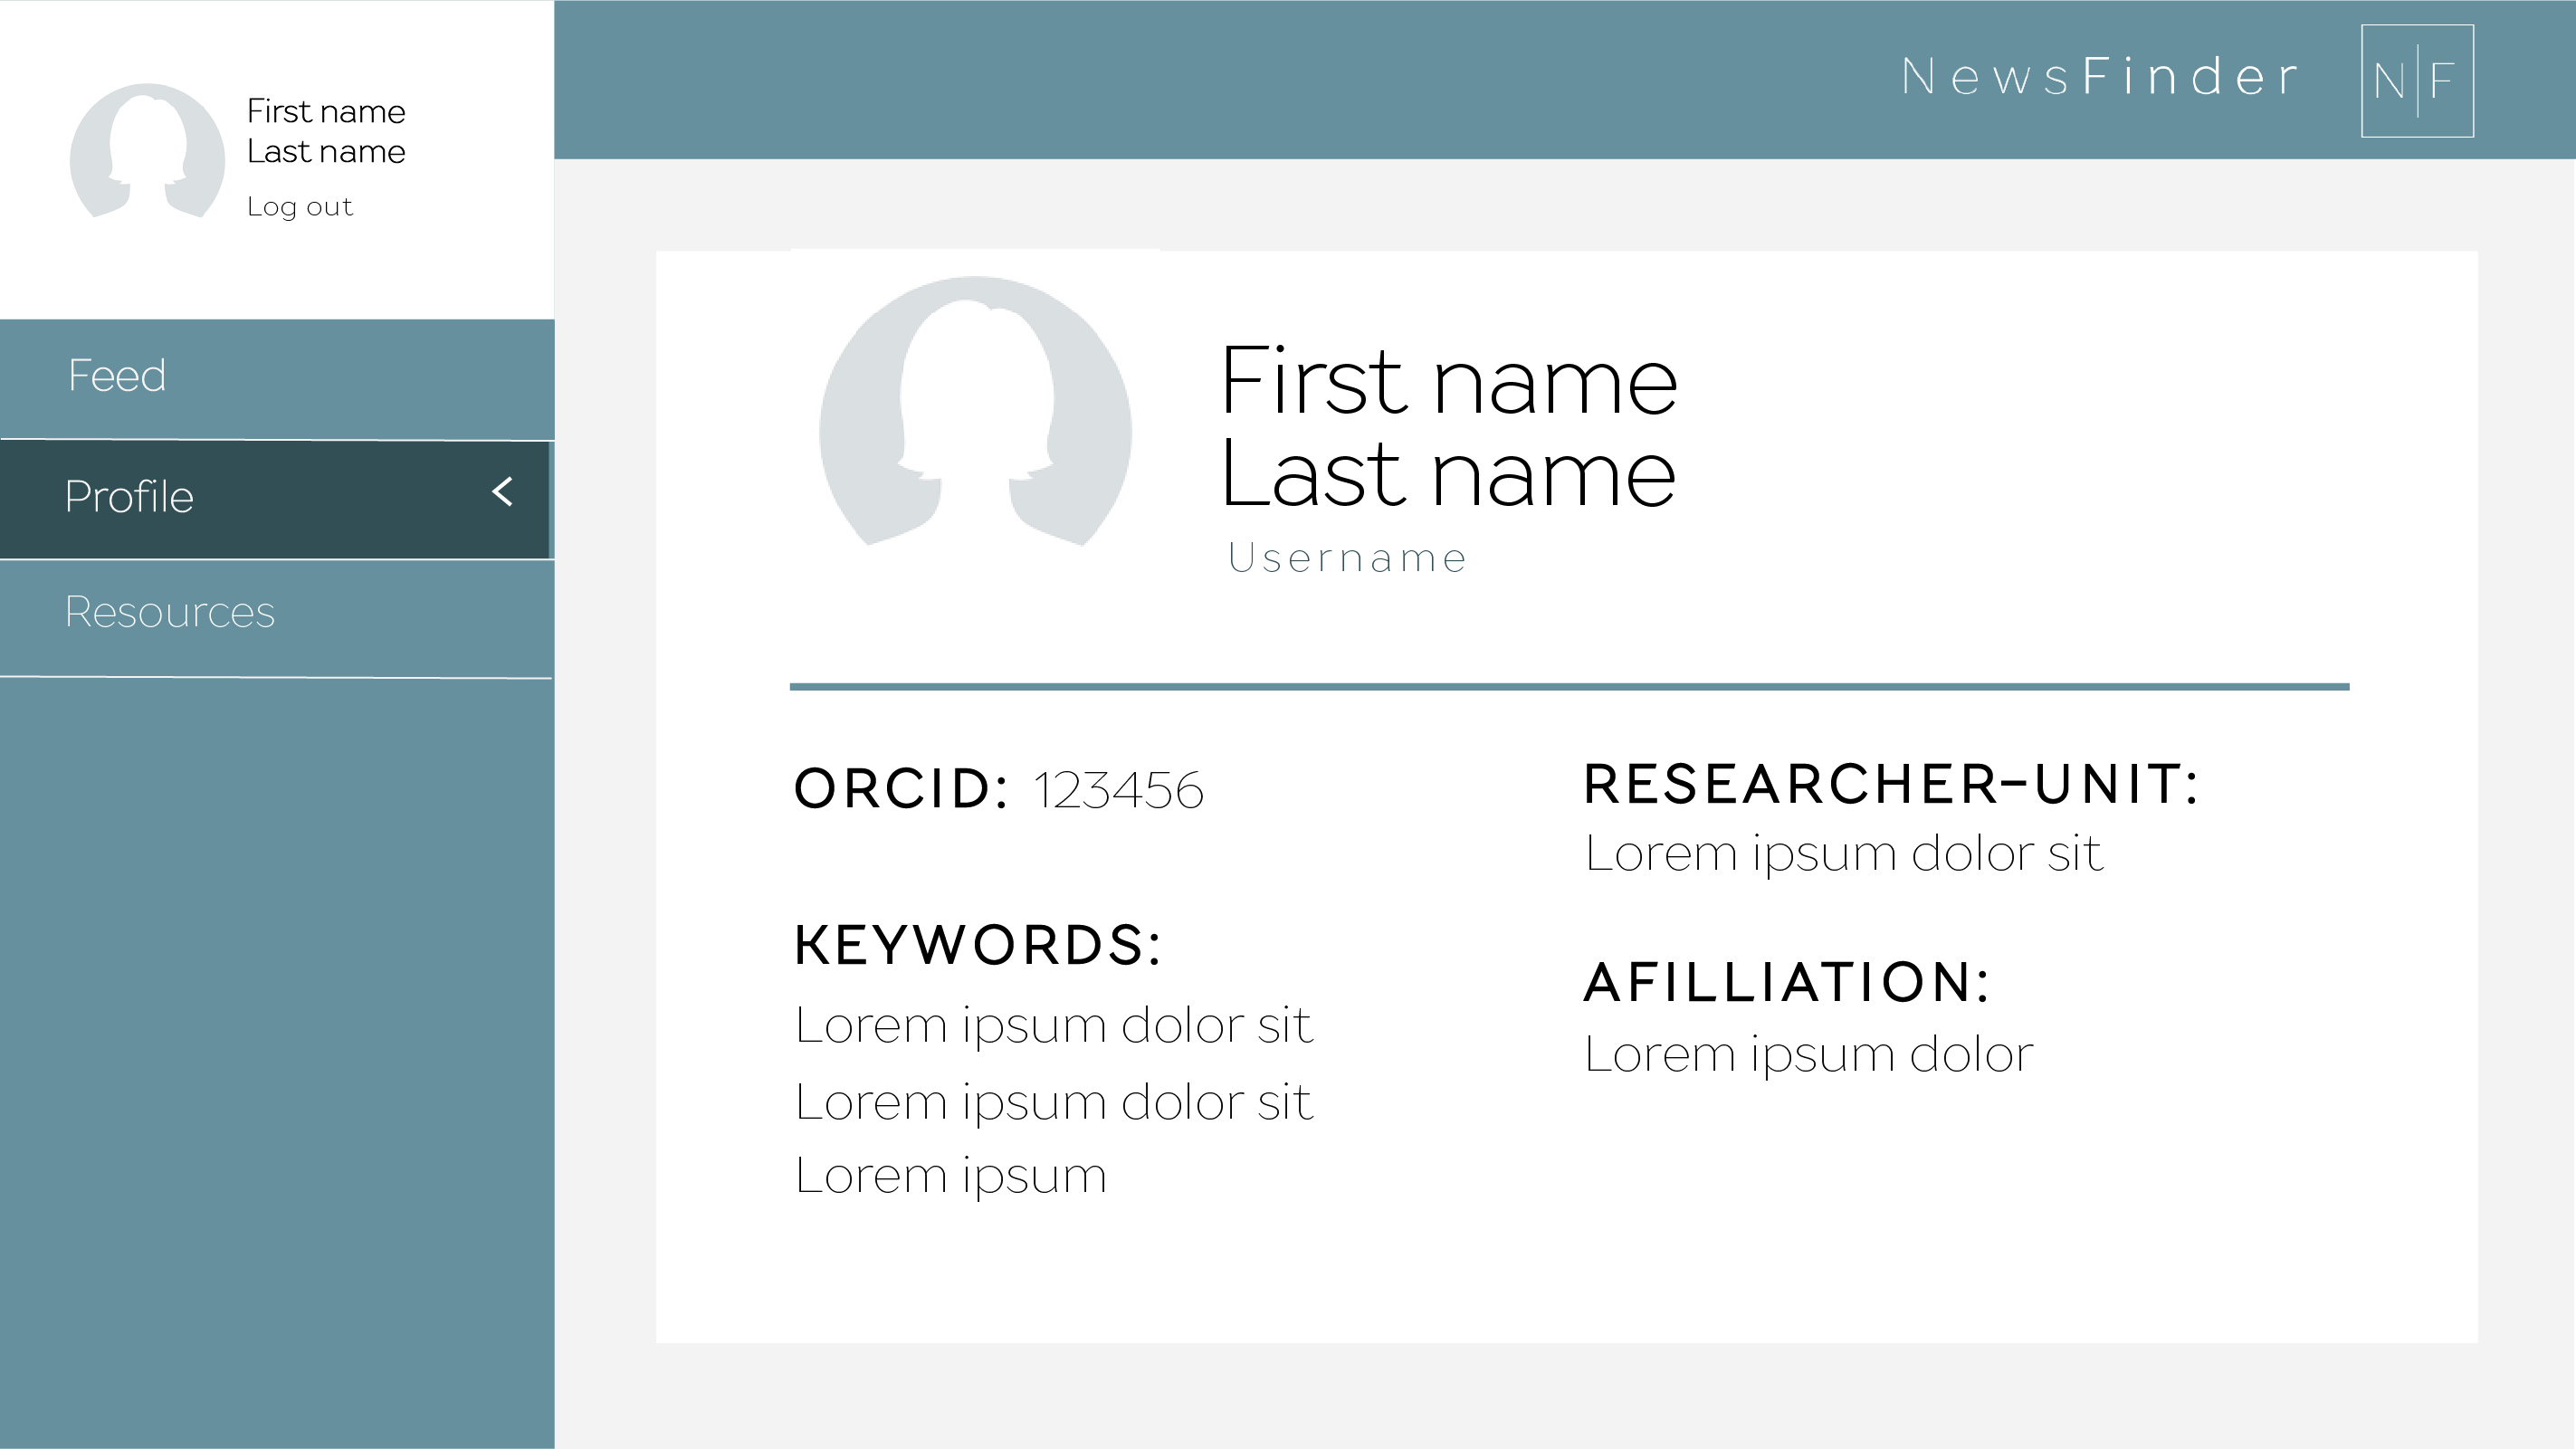 First name
Last name
Log out
Feed
Profile
Resources
NewsFinder
N|F
First name
Last name
Username
ORCID: 123456
KEYWORDS:
Lorem ipsum dolor sit
Lorem ipsum dolor sit
Lorem ipsum
RESEARCHER-UNIT:
Lorem ipsum dolor sit
AFILLIATION:
Lorem ipsum dolor